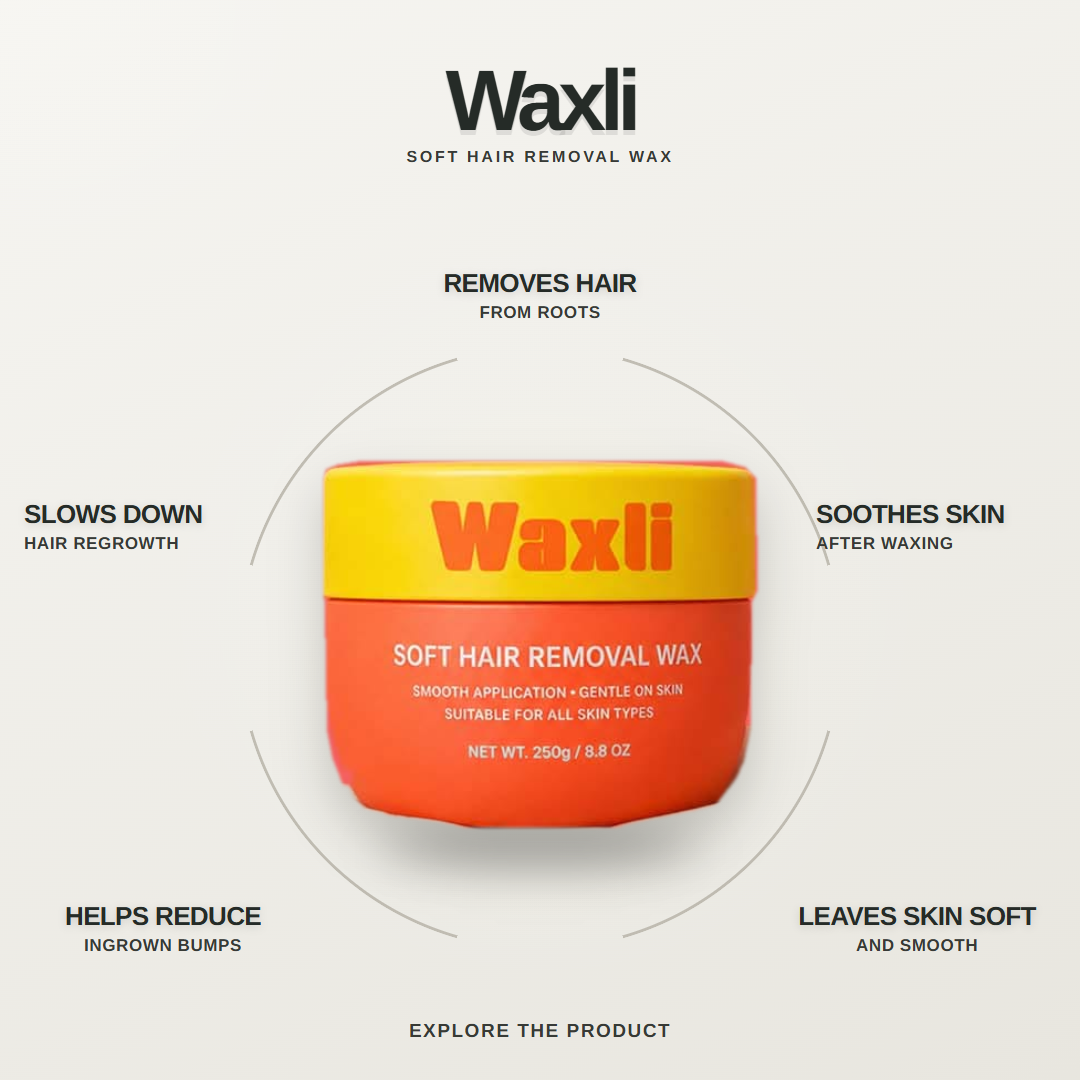 Waxli
SOFT HAIR REMOVAL WAX
REMOVES HAIR
FROM ROOTS
SLOWS DOWN
HAIR REGROWTH
SOOTHES SKIN
AFTER WAXING
Waxli
SOFT HAIR REMOVAL WAX
SMOOTH APPLICATION • GENTLE ON SKIN
SUITABLE FOR ALL SKIN TYPES
NET WT. 250g / 8.8 OZ
HELPS REDUCE
INGROWN BUMPS
LEAVES SKIN SOFT
AND SMOOTH
EXPLORE THE PRODUCT